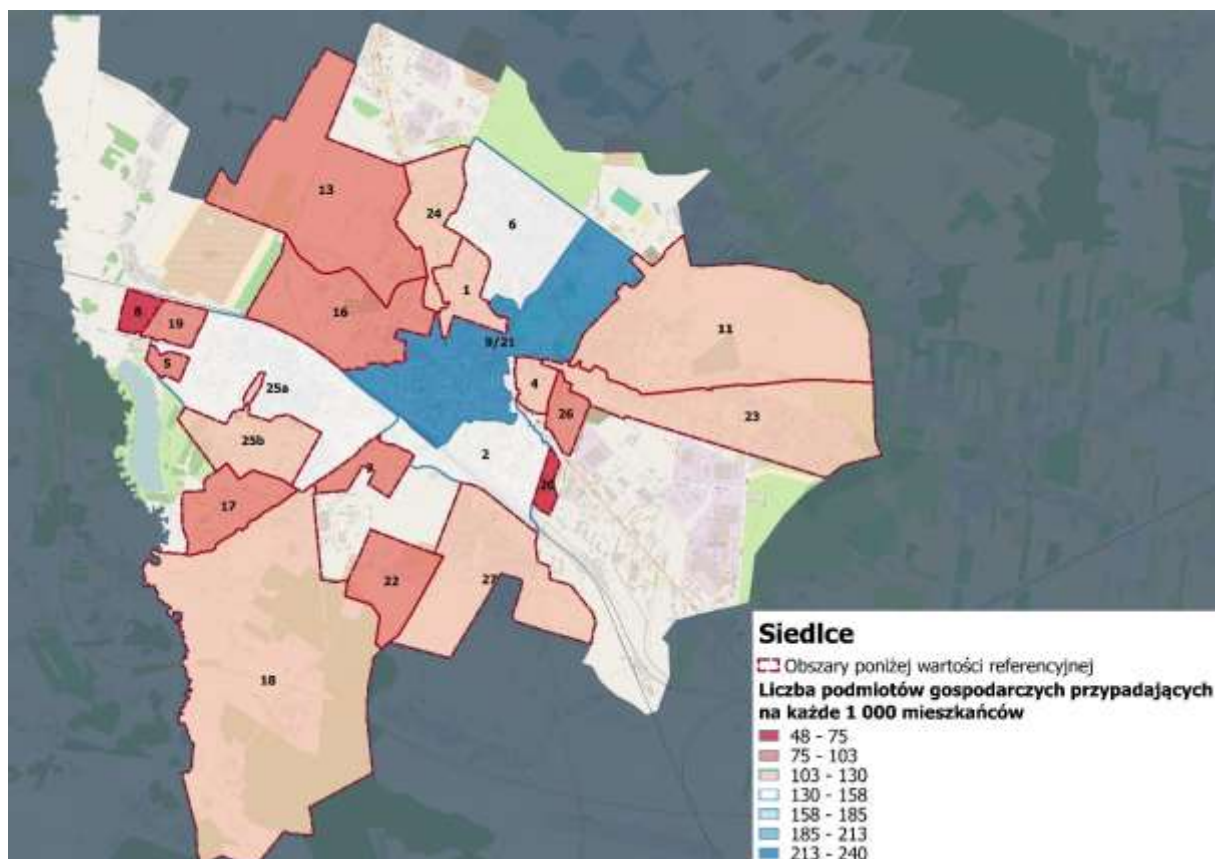 13
24
6
1
16
11
8
19
9/21
5
4
25a
26
23
25b
2
20
17
22
27
18
Siedlce
Obszary poniżej wartości referencyjnej
Liczba podmiotów gospodarczych przypadających
na każde 1 000 mieszkańców
48 - 75
75 - 103
103 - 130
130 - 158
158 - 185
185 - 213
213 - 240